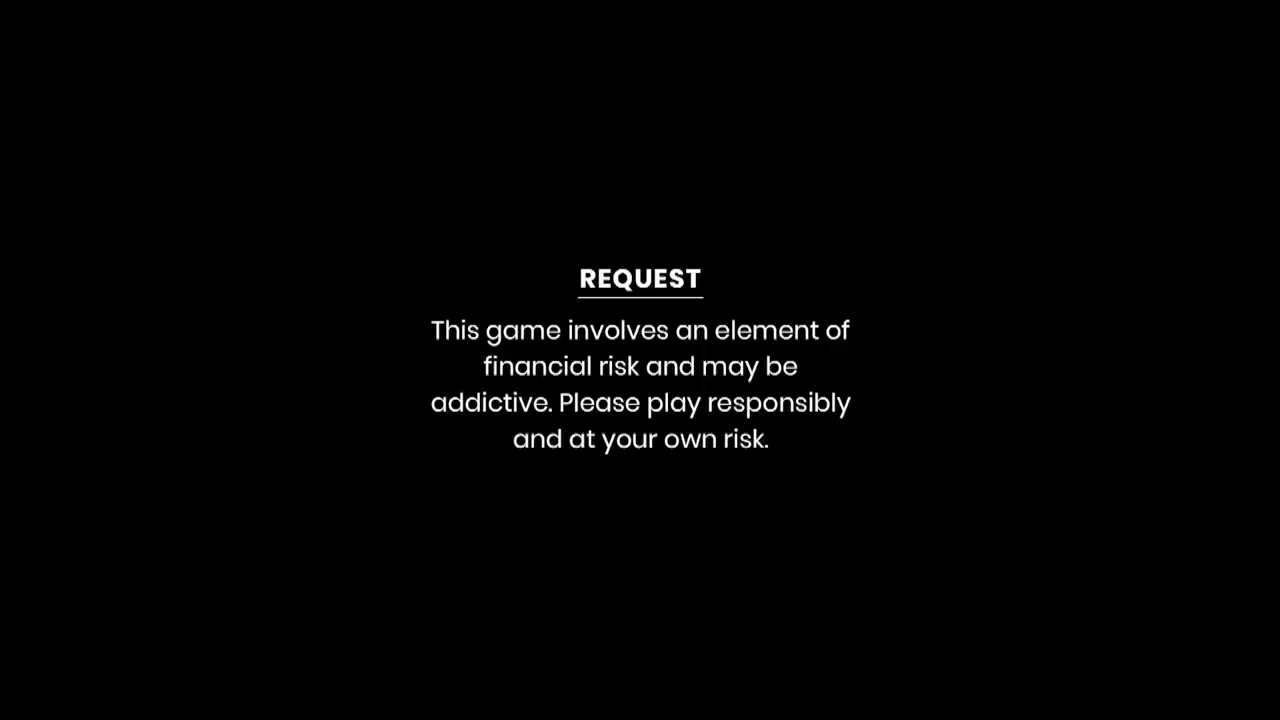 REQUEST
This game involves an element of
financial risk and may be
addictive. Please play responsibly
and at your own risk.